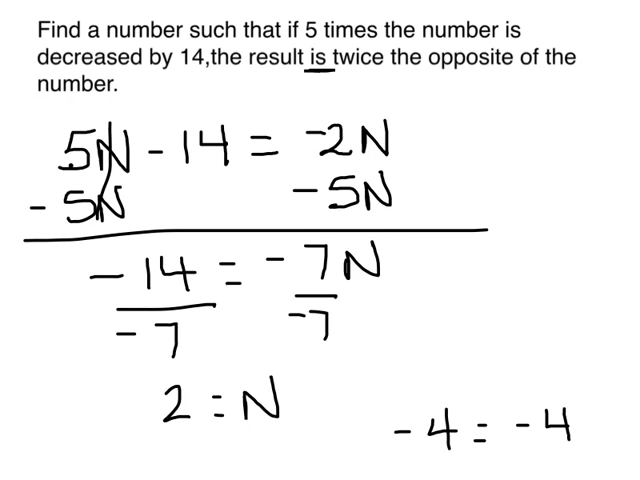 Find a number such that if 5 times the number is
decreased by 14,the result is twice the opposite of the
number.
5N - 14 = -2N
- 5N - 5N
- 14 = - 7N
- 7 -7
2 = N
- 4 = - 4